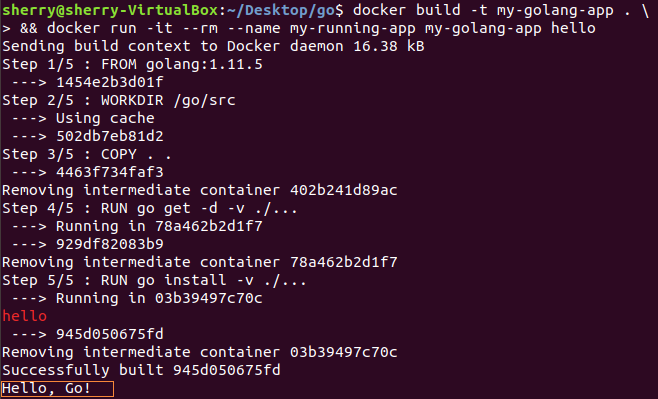 sherry@sherry-VirtualBox:~/Desktop/go$ docker build -t my-golang-app . \
> && docker run -it --rm --name my-running-app my-golang-app hello
Sending build context to Docker daemon 16.38 kB
Step 1/5 : FROM golang:1.11.5
 ---> 1454e2b3d01f
Step 2/5 : WORKDIR /go/src
 ---> Using cache
 ---> 502db7eb81d2
Step 3/5 : COPY . .
 ---> 4463f734faf3
Removing intermediate container 402b241d89ac
Step 4/5 : RUN go get -d -v ./...
 ---> Running in 78a462b2d1f7
 ---> 929df82083b9
Removing intermediate container 78a462b2d1f7
Step 5/5 : RUN go install -v ./...
 ---> Running in 03b39497c70c
hello
 ---> 945d050675fd
Removing intermediate container 03b39497c70c
Successfully built 945d050675fd
Hello, Go!